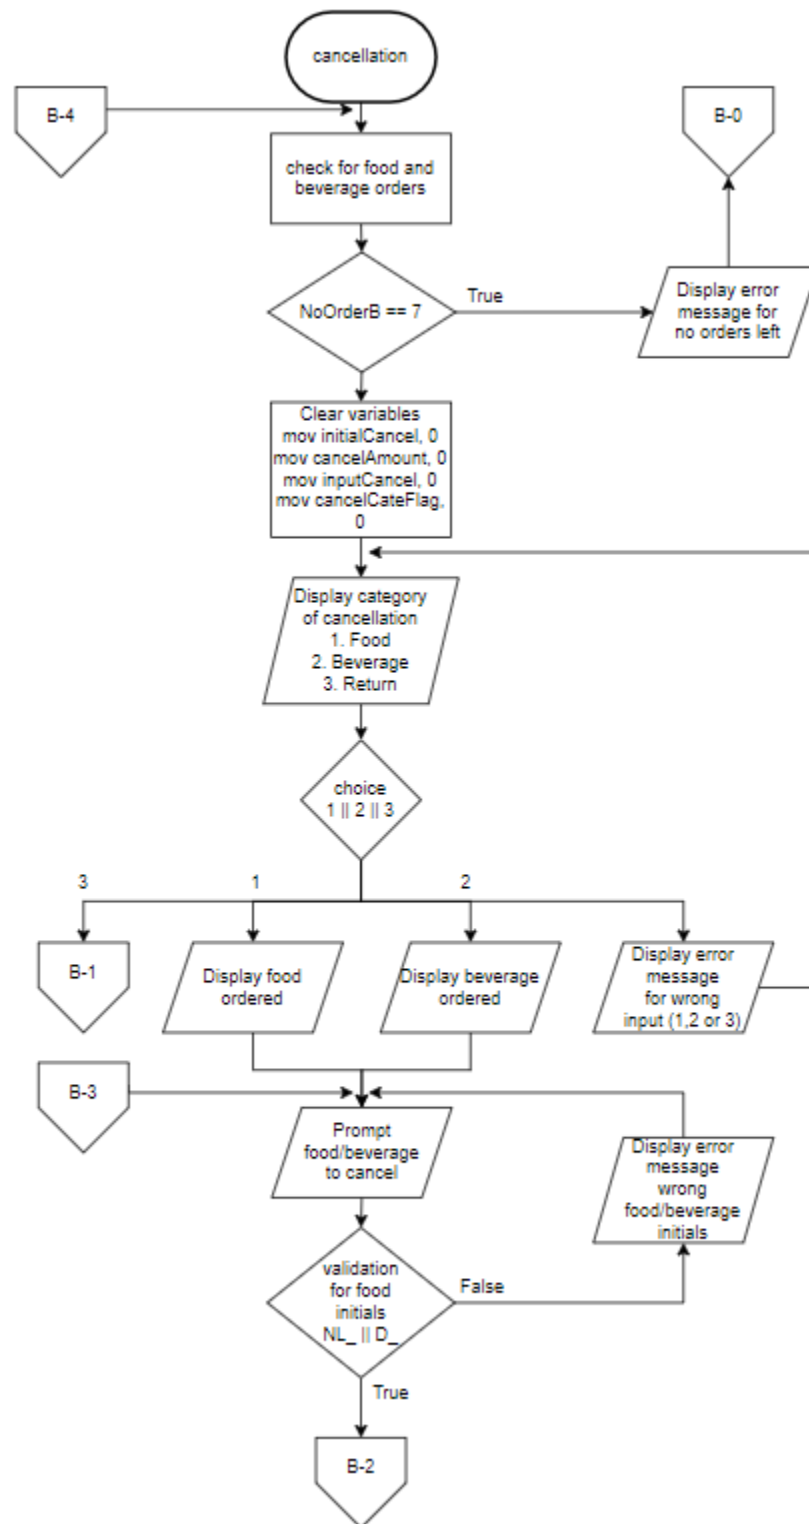 cancellation
B-4
B-0
check for food and
beverage orders
NoOrderB == 7
True
Display error
message for
no orders left
Clear variables
mov initialCancel, 0
mov cancelAmount, 0
mov inputCancel, 0
mov cancelCateFlag,
0
Display category
of cancellation
1. Food
2. Beverage
3. Return
choice
1 || 2 || 3
3
1
2
B-1
Display food
ordered
Display beverage
ordered
Display error
message
for wrong
input (1,2 or 3)
B-3
Prompt
food/beverage
to cancel
Display error
message
wrong
food/beverage
initials
validation
for food
initials
NL_ || D_
False
True
B-2